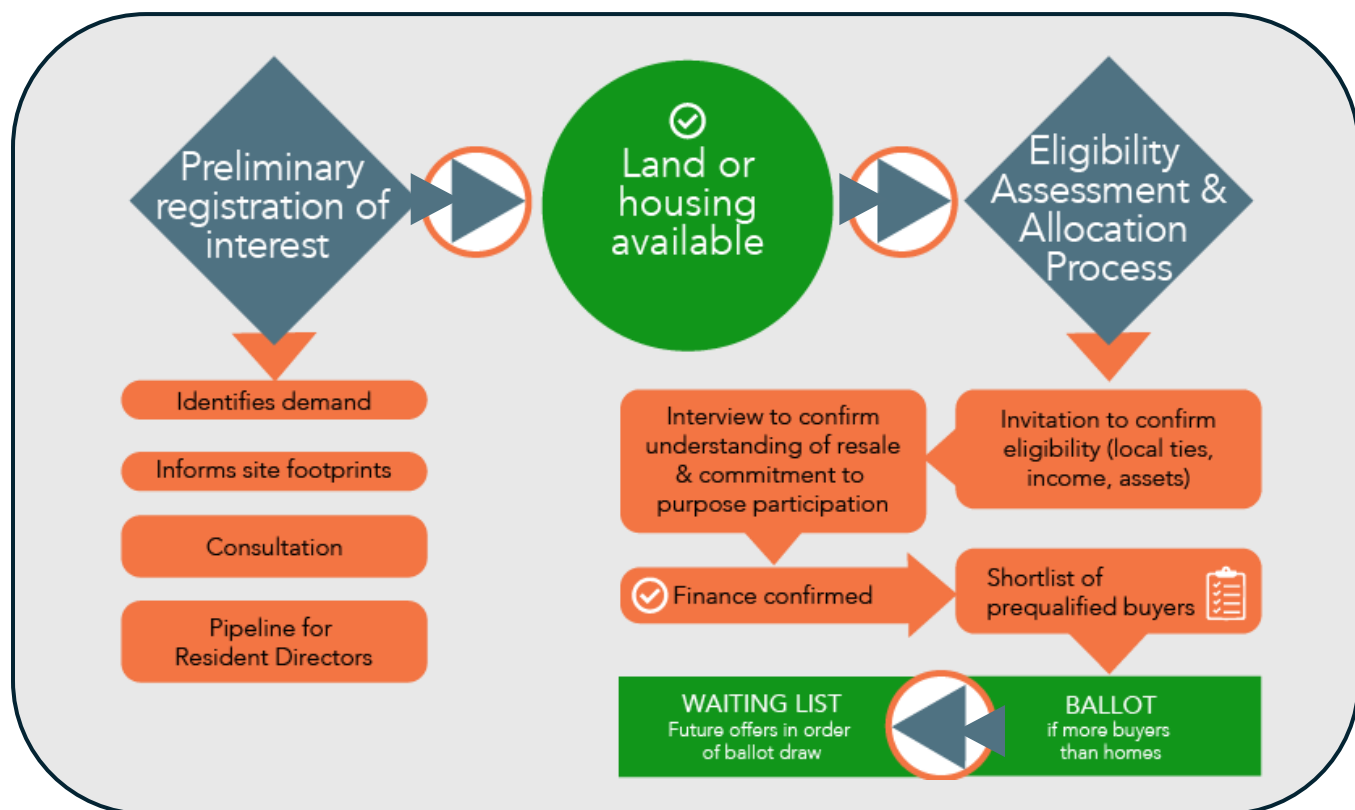 Preliminary
registration of
interest
Land or
housing
available
Eligibility
Assessment &
Allocation
Process
Identifies demand
Informs site footprints
Consultation
Pipeline for
Resident Directors
Invitation to confirm
eligibility (local ties,
income, assets)
Interview to confirm
understanding of resale
& commitment to
purpose participation
Finance confirmed
Shortlist of
prequalified buyers
BALLOT
if more buyers
than homes
WAITING LIST
Future offers in order
of ballot draw